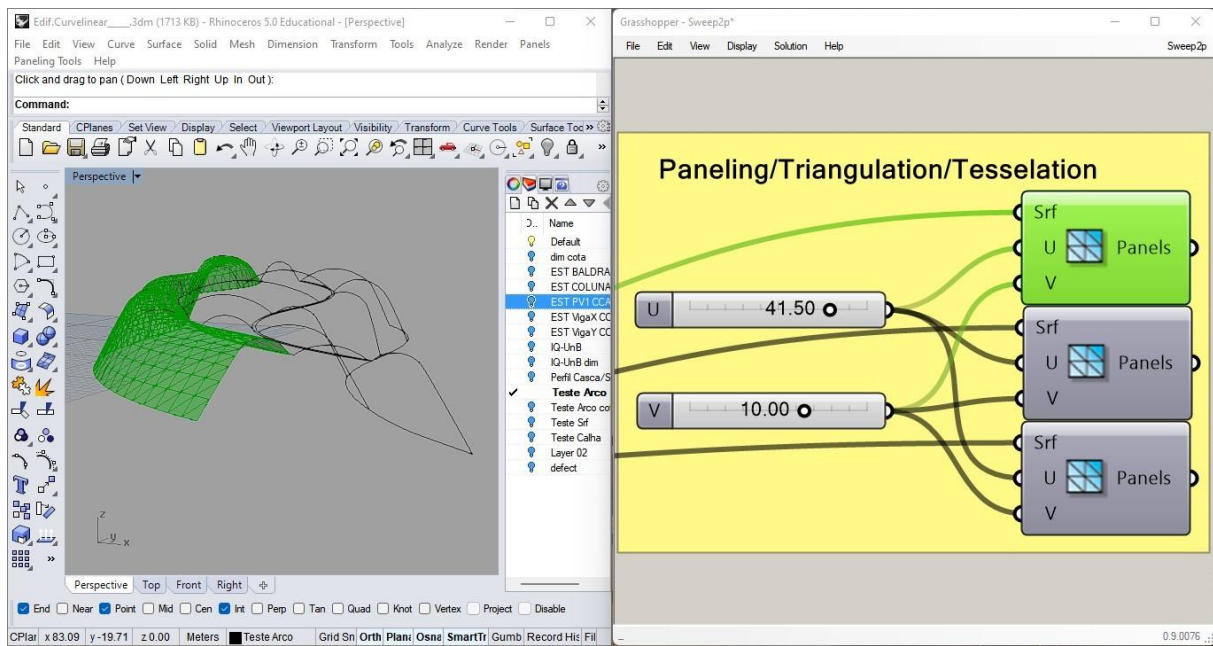 Edif.Curvelinear____.3dm (1713 KB) - Rhinoceros 5.0 Educational - [Perspective]
File Edit View Curve Surface Solid Mesh Dimension Transform Tools Analyze Render Panels
Paneling Tools Help
Click and drag to pan ( Down Left Right Up In Out ):
Command:
Standard CPlanes Set View Display Select Viewport Layout Visibility Transform Curve Tools Surface Too »
Perspective
Name
Default
dim cota
EST BALDRA
EST COLUNA
EST PV1 CCA
EST VigaX CC
EST VigaY CC
IQ-UnB
IQ-UnB dim
Perfil Casca/S
Teste Arco
Teste Arco co
Teste Srf
Teste Calha
Layer 02
defect
z
y x
Perspective Top Front Right
End Near Point Mid Cen Int Perp Tan Quad Knot Vertex Project Disable
CPlar x 83.09 y -19.71 z 0.00 Meters Teste Arco Grid Sn Orth Plana Osna SmartTr Gumb Record His Fil
Grasshopper - Sweep2p*
File Edit View Display Solution Help Sweep2p
Paneling/Triangulation/Tesselation
Srf
U Panels
V
U 41.50
Srf
U Panels
V
V 10.00
Srf
U Panels
V
0.9.0076